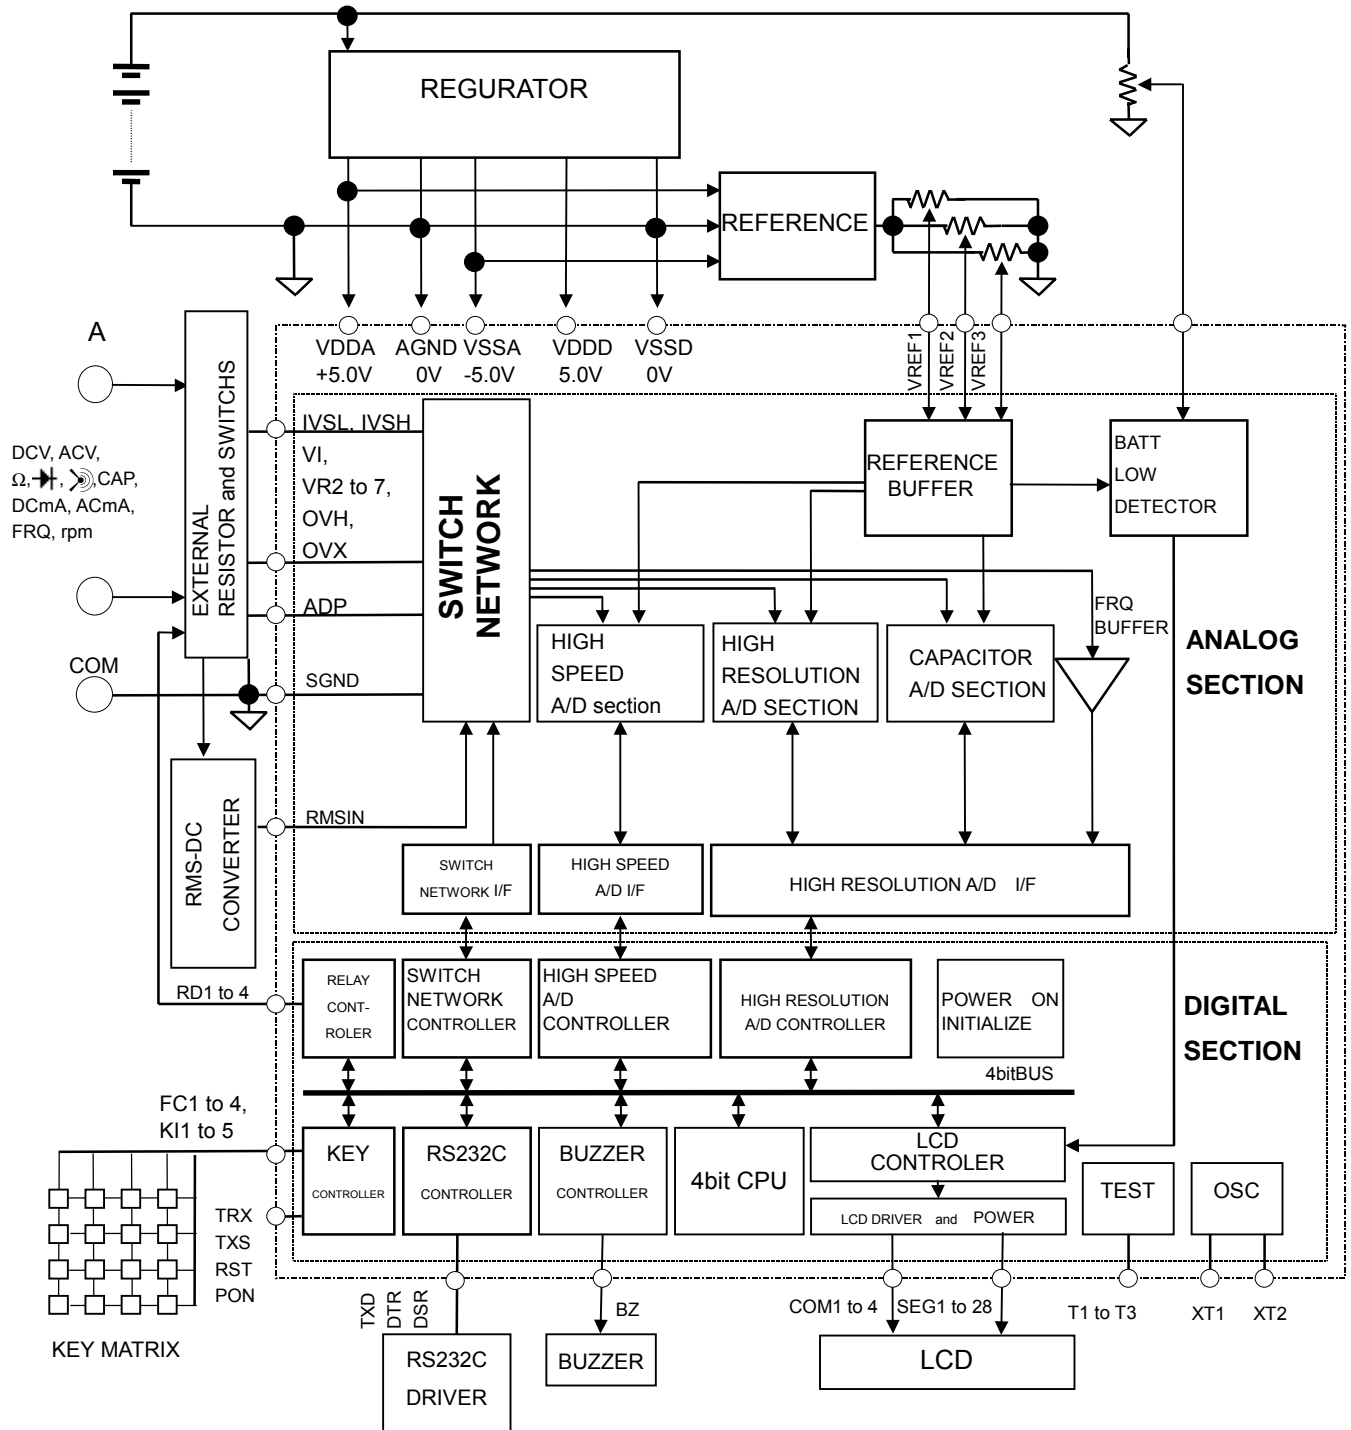 REGURATOR
REFERENCE
VDDA
+5.0V
AGND
0V
VSSA
-5.0V
VDDD
5.0V
VSSD
0V
VREF1
VREF2
VREF3
A
DCV, ACV,
Ω, , ,CAP,
DCmA, ACmA,
FRQ, rpm
COM
EXTERNAL
RESISTOR and SWITCHS
IVSL. IVSH
VI,
VR2 to 7,
OVH,
OVX
ADP
SGND
SWITCH
NETWORK
REFERENCE
BUFFER
BATT
LOW
DETECTOR
FRQ
BUFFER
HIGH
SPEED
A/D section
HIGH
RESOLUTION
A/D SECTION
CAPACITOR
A/D SECTION
ANALOG
SECTION
RMS-DC
CONVERTER
RMSIN
SWITCH
NETWORK I/F
HIGH SPEED
A/D I/F
HIGH RESOLUTION A/D I/F
RD1 to 4
RELAY
CONT-
ROLER
SWITCH
NETWORK
CONTROLLER
HIGH SPEED
A/D
CONTROLLER
HIGH RESOLUTION
A/D CONTROLLER
POWER ON
INITIALIZE
DIGITAL
SECTION
4bitBUS
FC1 to 4,
KI1 to 5
KEY
CONTROLLER
RS232C
CONTROLLER
BUZZER
CONTROLLER
4bit CPU
LCD
CONTROLER
LCD DRIVER and POWER
TEST
OSC
TRX
TXS
RST
PON
KEY MATRIX
TXD
DTR
DSR
BZ
COM1 to 4
SEG1 to 28
T1 to T3
XT1
XT2
RS232C
DRIVER
BUZZER
LCD